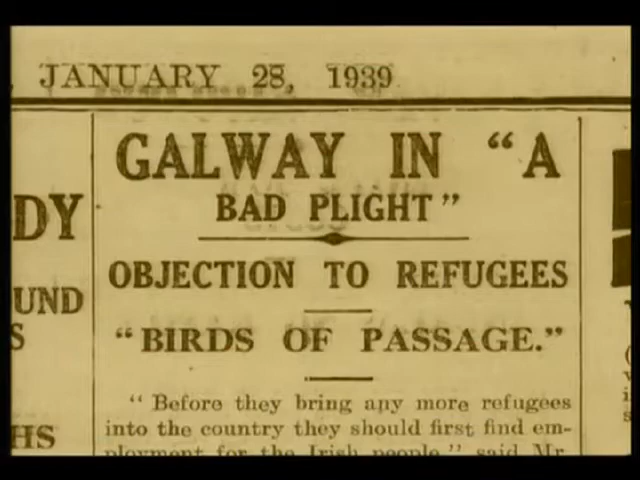 JANUARY 28, 1939
GALWAY IN "A
BAD PLIGHT"
OBJECTION TO REFUGEES
"BIRDS OF PASSAGE."
" Before they bring any more refugees
into the country they should first find em-
ployment for the Irish people," said Mr.
DY
UND
S
HS